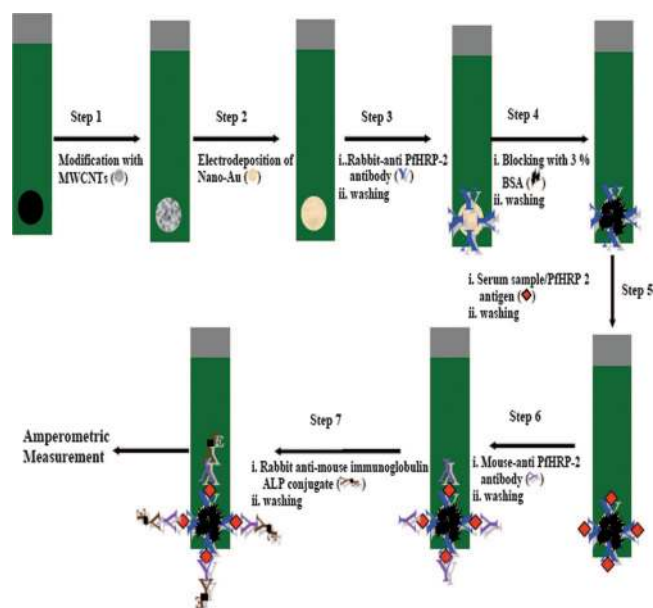 Step 1
Modification with
MWCNTs ( )
Step 2
Electrodeposition of
Nano-Au ( )
Step 3
i..Rabbit-anti PfHRP-2
antibody ( )
ii. washing
Step 4
i. Blocking with 3 %
BSA ( )
ii. washing
i. Serum sample/PfHRP 2
antigen ( )
ii. washing
Step 5
Step 6
i. Mouse-anti PfHRP-2
antibody ( )
ii. washing
Step 7
i. Rabbit anti-mouse immunoglobulin
ALP conjugate ( )
ii. washing
Amperometric
Measurement